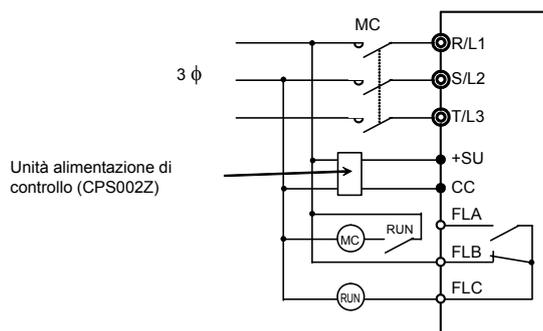 MC
R/L1
3 ϕ
S/L2
T/L3
Unità alimentazione di
controllo (CPS002Z)
+SU
CC
FLA
MC
RUN
FLB
RUN
FLC